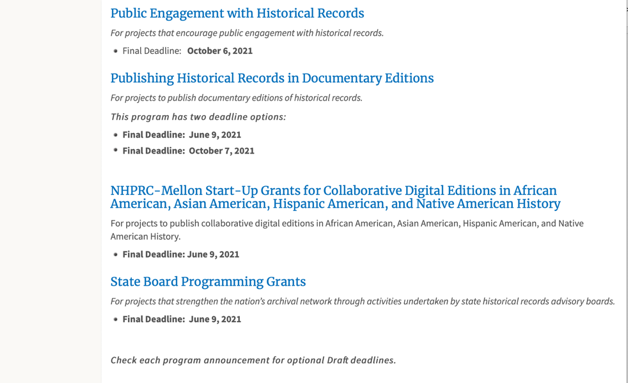 Public Engagement with Historical Records
For projects that encourage public engagement with historical records.
• Final Deadline: October 6, 2021
Publishing Historical Records in Documentary Editions
For projects to publish documentary editions of historical records.
This program has two deadline options:
• Final Deadline: June 9, 2021
• Final Deadline: October 7, 2021
NHPRC-Mellon Start-Up Grants for Collaborative Digital Editions in African
American, Asian American, Hispanic American, and Native American History
For projects to publish collaborative digital editions in African American, Asian American, Hispanic American, and Native
American History.
• Final Deadline: June 9, 2021
State Board Programming Grants
For projects that strengthen the nation's archival network through activities undertaken by state historical records advisory boards.
• Final Deadline: June 9, 2021
Check each program announcement for optional Draft deadlines.